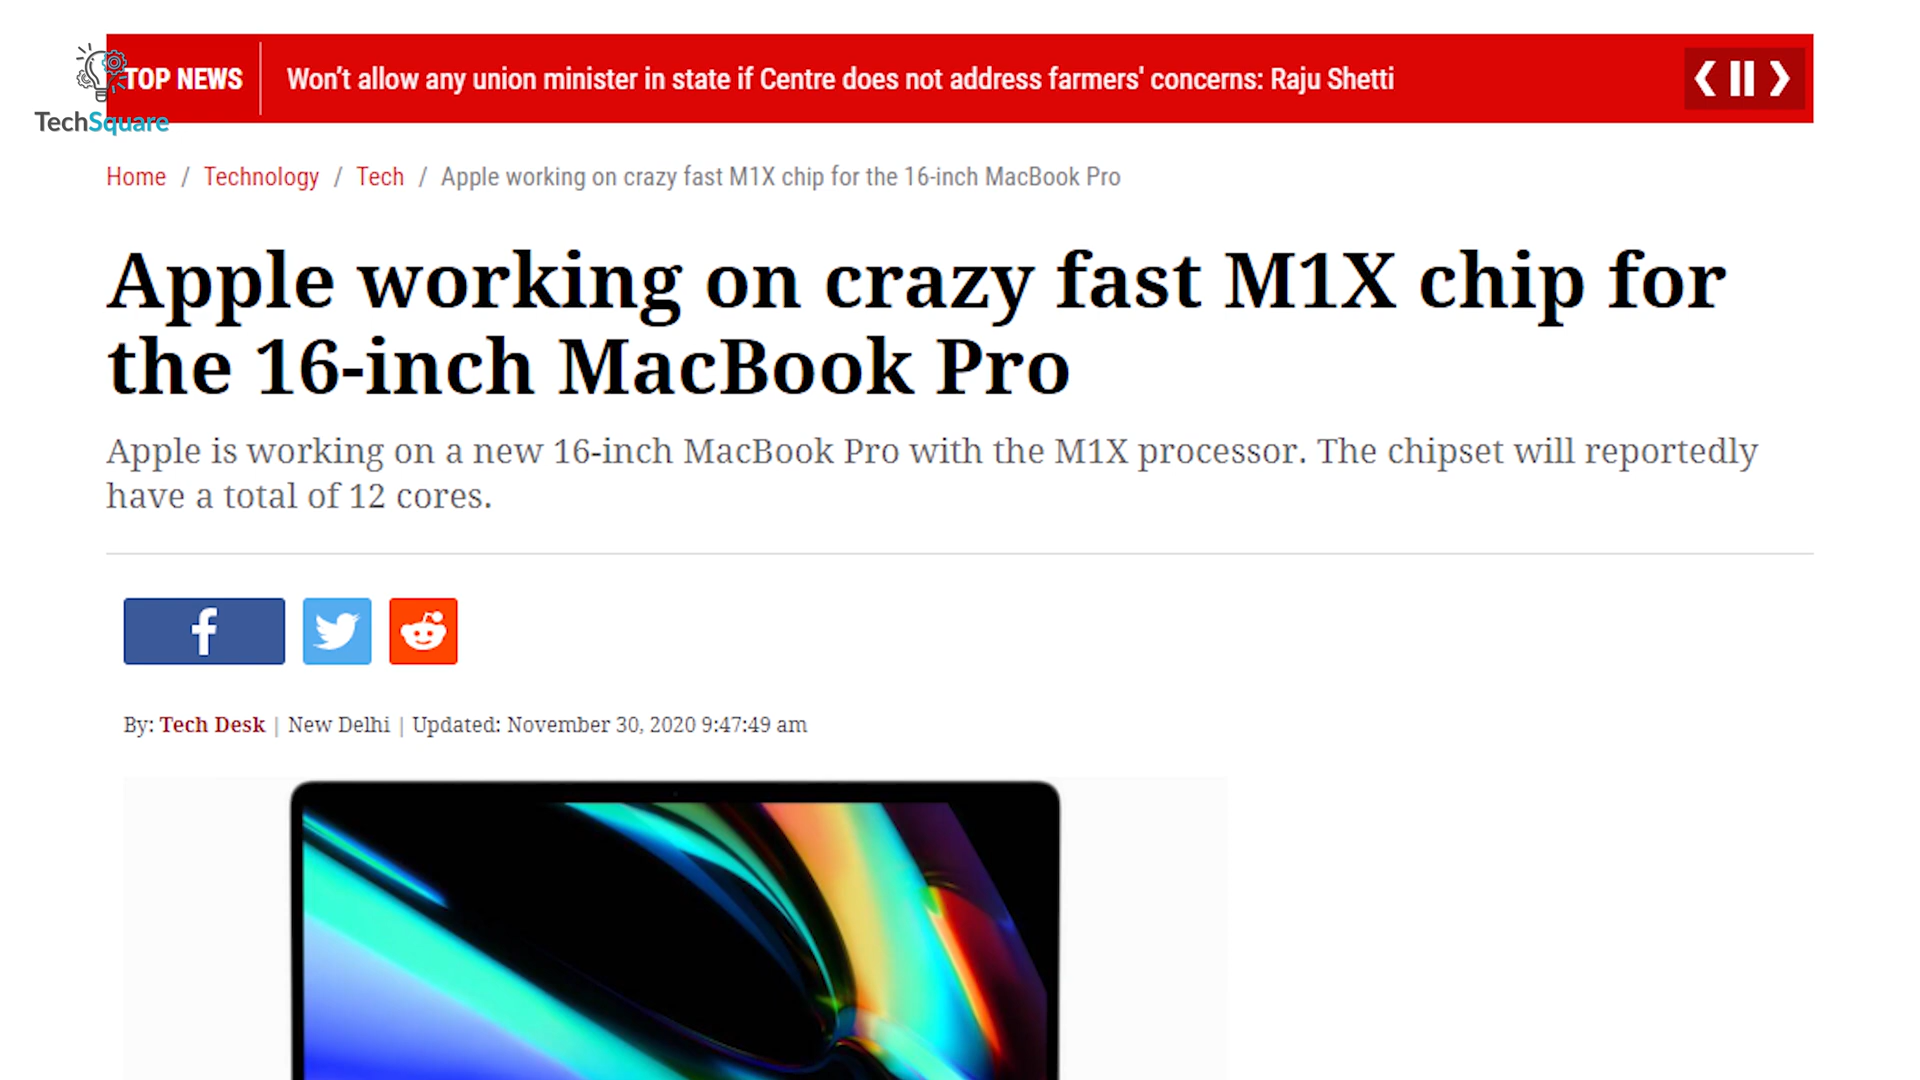 TOP NEWS
Won't allow any union minister in state if Centre does not address farmers' concerns: Raju Shetti
TechSquare
Home / Technology / Tech / Apple working on crazy fast M1X chip for the 16-inch MacBook Pro
Apple working on crazy fast M1X chip for
the 16-inch MacBook Pro
Apple is working on a new 16-inch MacBook Pro with the M1X processor. The chipset will reportedly
have a total of 12 cores.
By: Tech Desk | New Delhi | Updated: November 30, 2020 9:47:49 am